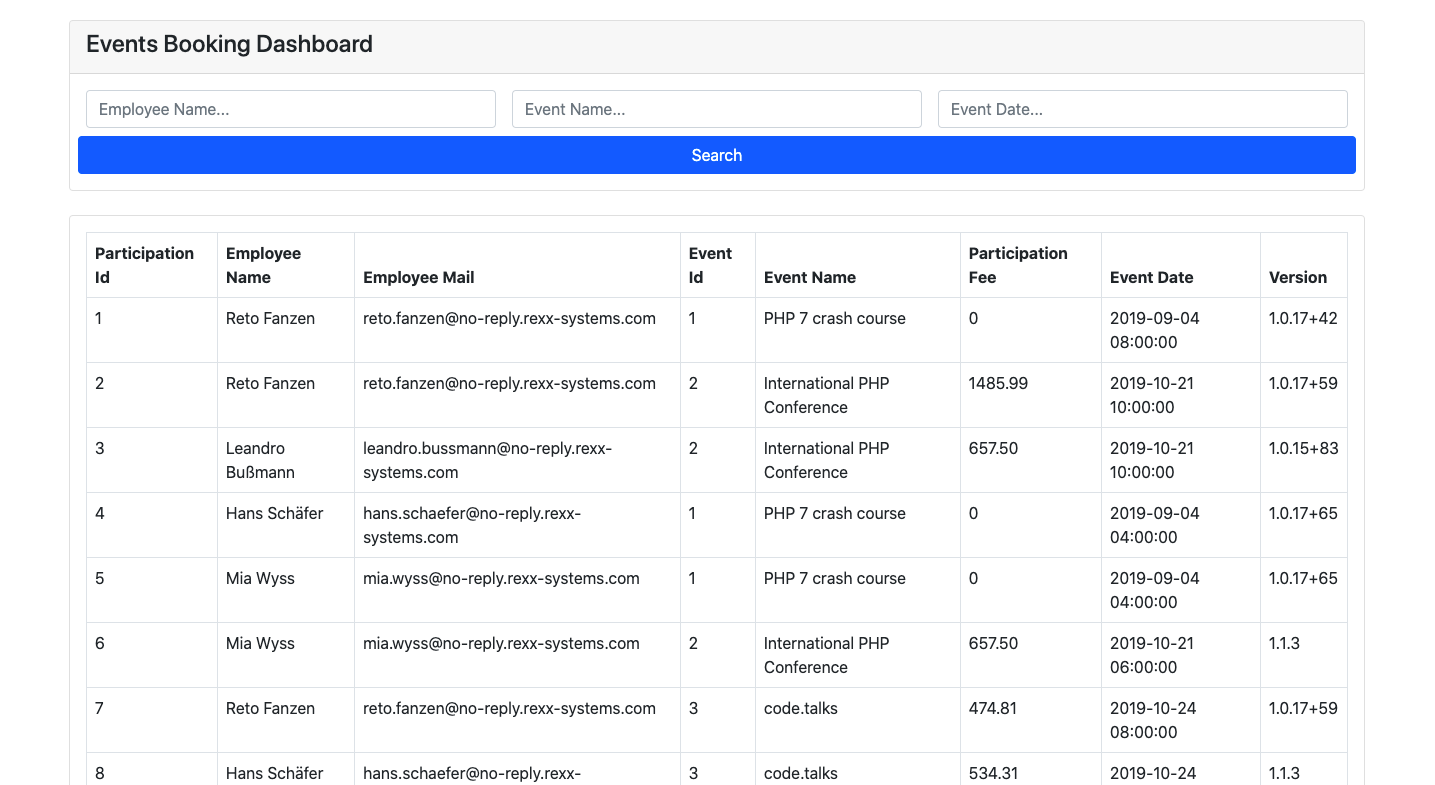 Events Booking Dashboard
Employee Name... Event Name... Event Date...
Search
Participation Id Employee Name Employee Mail Event Id Event Name Participation Fee Event Date Version
1 Reto Fanzen reto.fanzen@no-reply.rexx-systems.com 1 PHP 7 crash course 0 2019-09-04 08:00:00 1.0.17+42
2 Reto Fanzen reto.fanzen@no-reply.rexx-systems.com 2 International PHP Conference 1485.99 2019-10-21 10:00:00 1.0.17+59
3 Leandro Bußmann leandro.bussmann@no-reply.rexx-systems.com 2 International PHP Conference 657.50 2019-10-21 10:00:00 1.0.15+83
4 Hans Schäfer hans.schaefer@no-reply.rexx-systems.com 1 PHP 7 crash course 0 2019-09-04 04:00:00 1.0.17+65
5 Mia Wyss mia.wyss@no-reply.rexx-systems.com 1 PHP 7 crash course 0 2019-09-04 04:00:00 1.0.17+65
6 Mia Wyss mia.wyss@no-reply.rexx-systems.com 2 International PHP Conference 657.50 2019-10-21 06:00:00 1.1.3
7 Reto Fanzen reto.fanzen@no-reply.rexx-systems.com 3 code.talks 474.81 2019-10-24 08:00:00 1.0.17+59
8 Hans Schäfer hans.schaefer@no-reply.rexx- 3 code.talks 534.31 2019-10-24 1.1.3